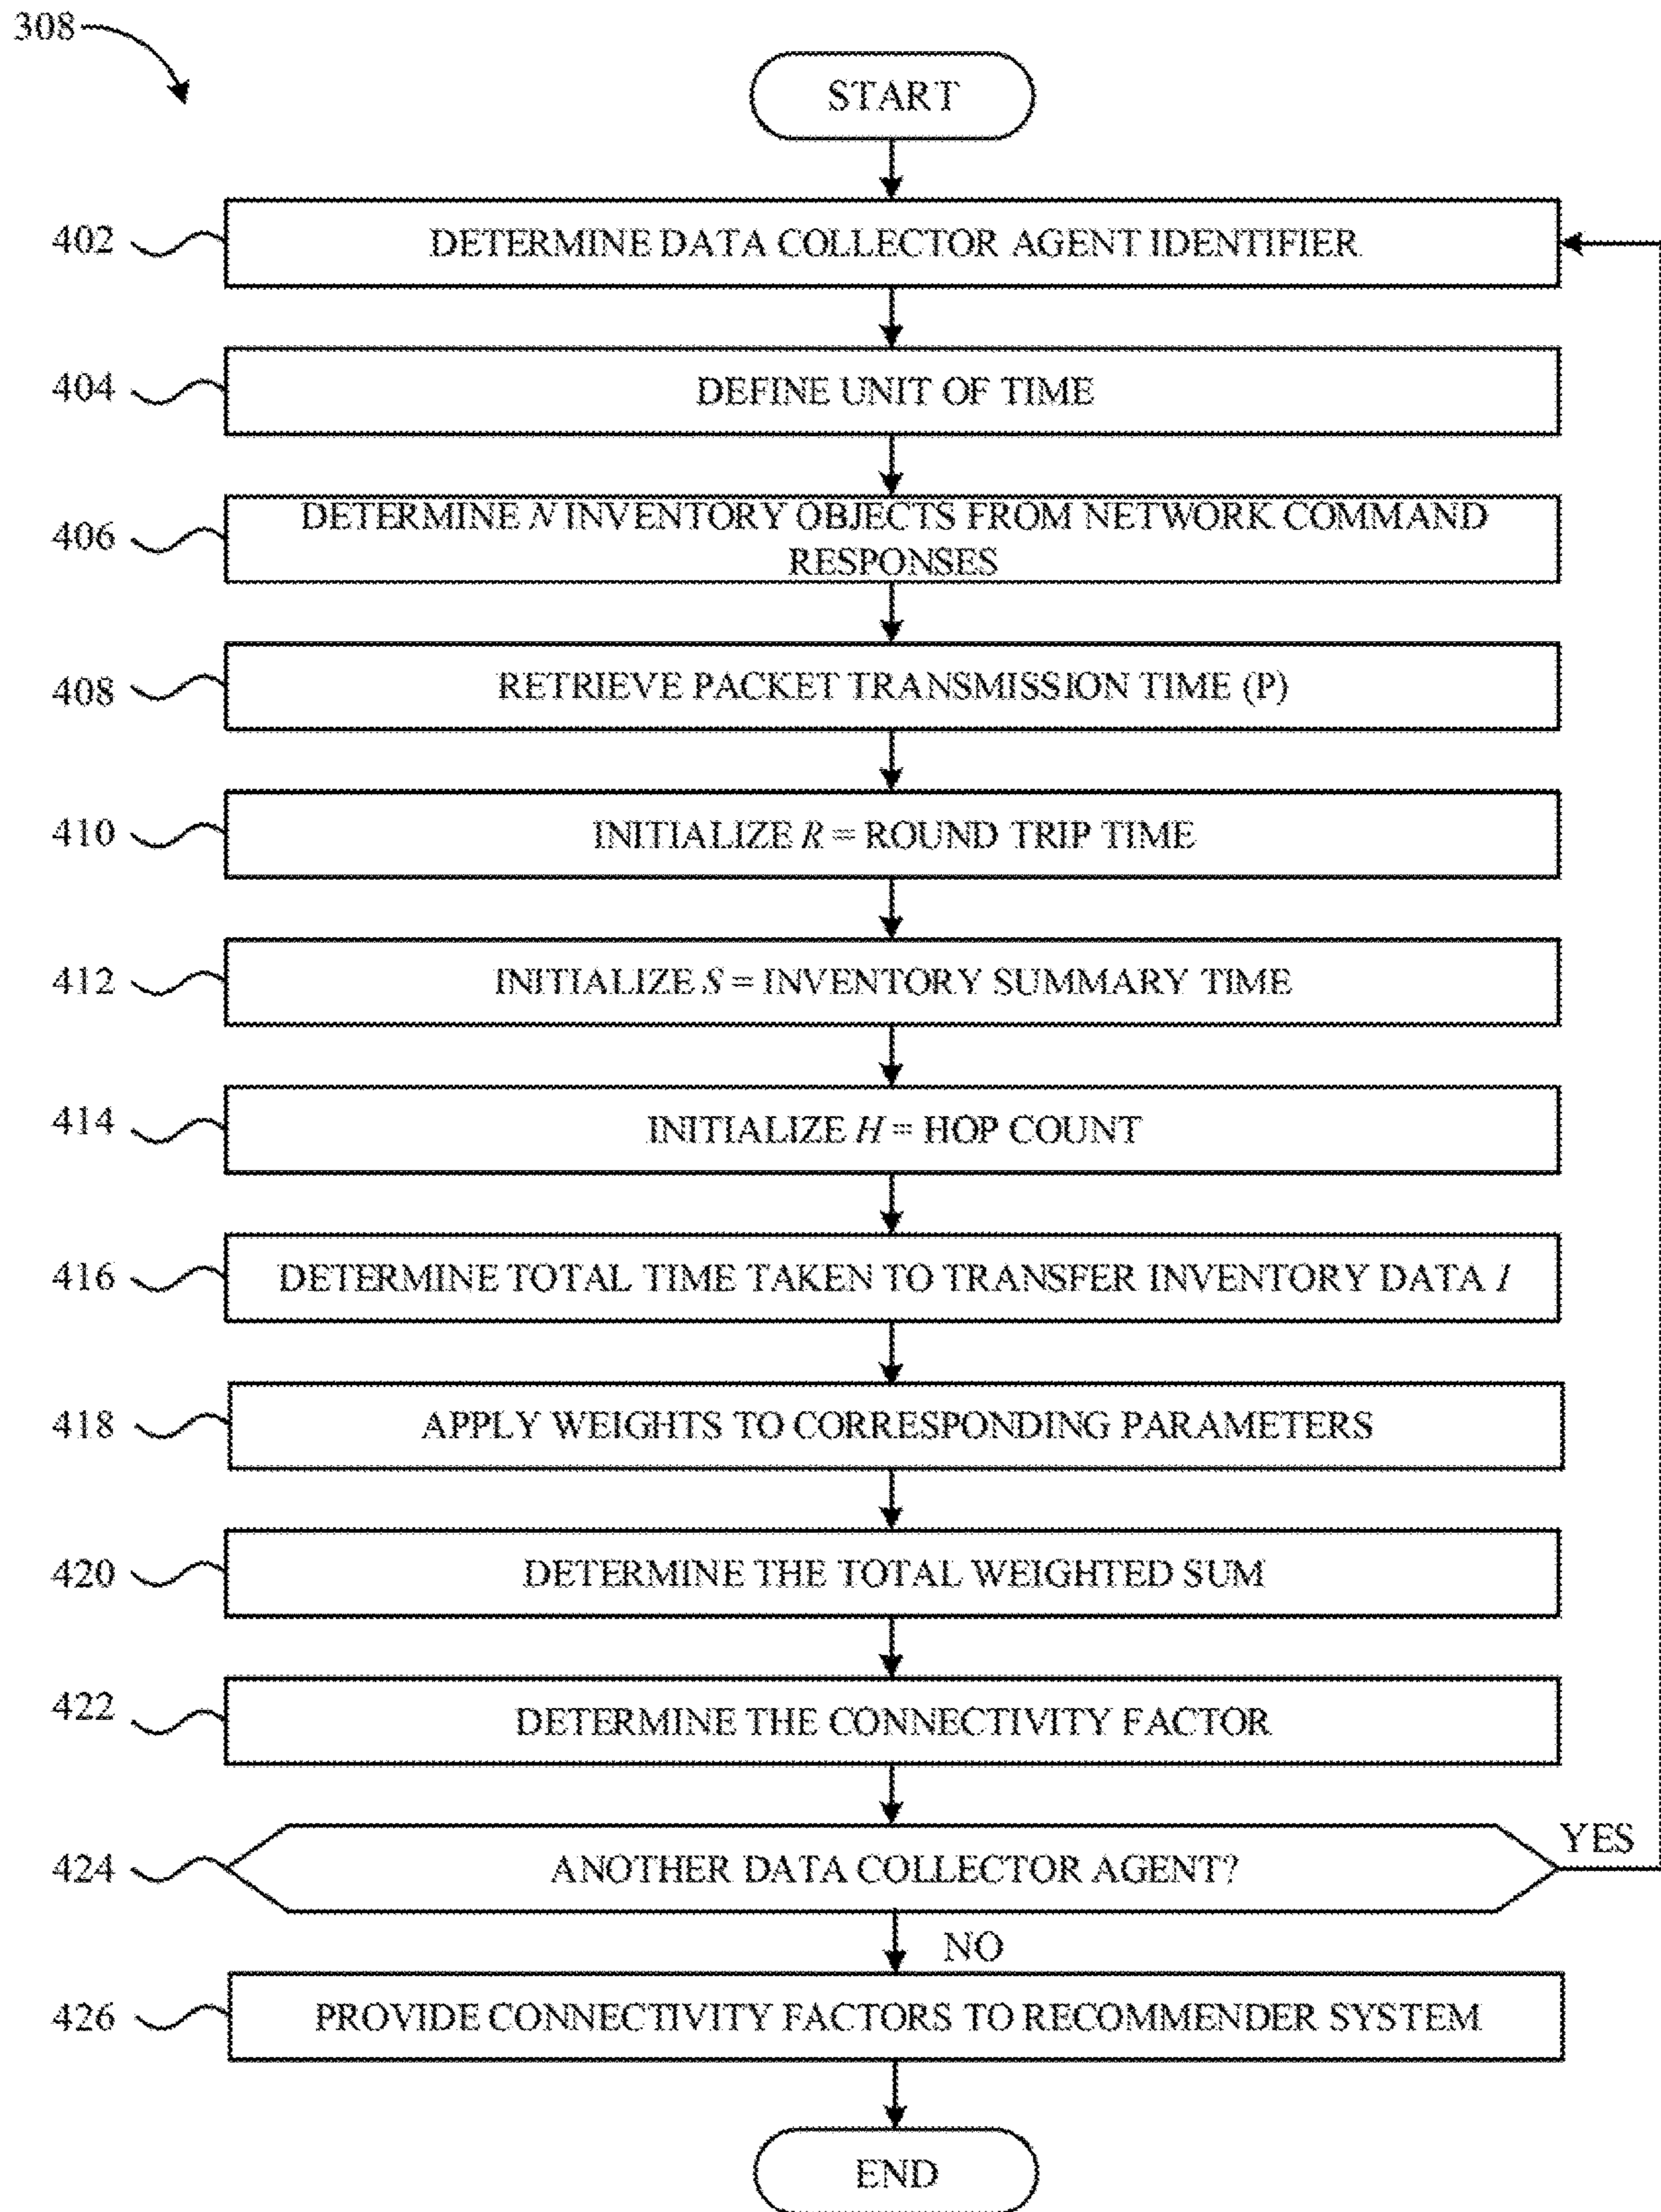 308
START
402 DETERMINE DATA COLLECTOR AGENT IDENTIFIER
404 DEFINE UNIT OF TIME
406 DETERMINE N INVENTORY OBJECTS FROM NETWORK COMMAND
RESPONSES
408 RETRIEVE PACKET TRANSMISSION TIME (P)
410 INITIALIZE R = ROUND TRIP TIME
412 INITIALIZE S = INVENTORY SUMMARY TIME
414 INITIALIZE H = HOP COUNT
416 DETERMINE TOTAL TIME TAKEN TO TRANSFER INVENTORY DATA I
418 APPLY WEIGHTS TO CORRESPONDING PARAMETERS
420 DETERMINE THE TOTAL WEIGHTED SUM
422 DETERMINE THE CONNECTIVITY FACTOR
YES
424 ANOTHER DATA COLLECTOR AGENT?
NO
426 PROVIDE CONNECTIVITY FACTORS TO RECOMMENDER SYSTEM
END